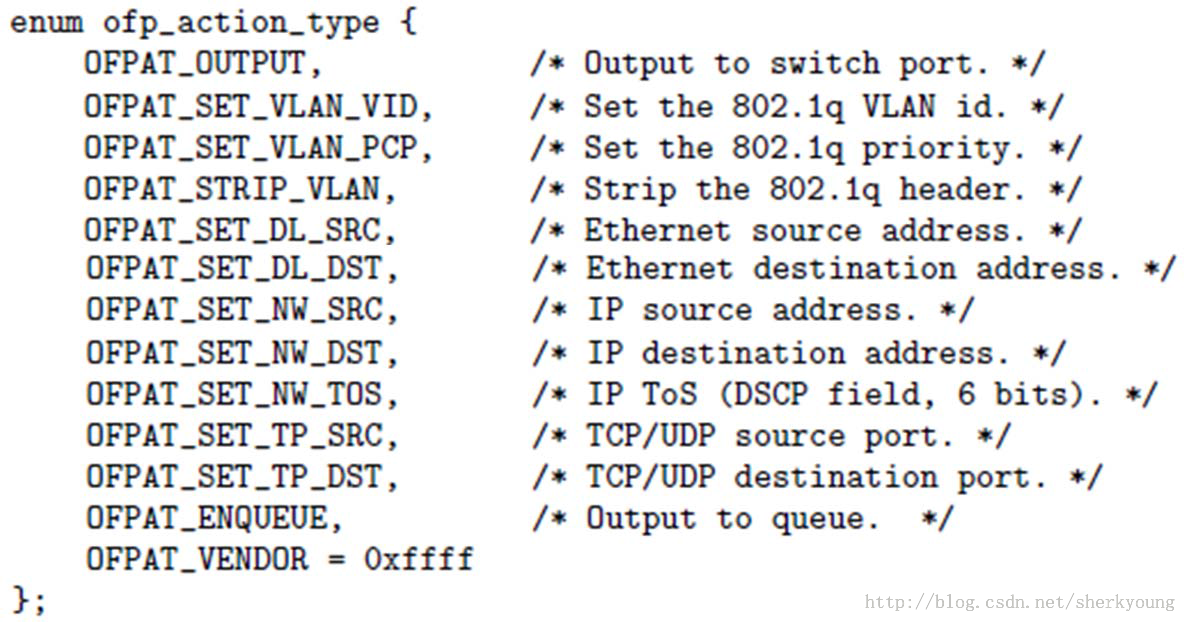 enum ofp_action_type {
OFPAT_OUTPUT, /* Output to switch port. */
OFPAT_SET_VLAN_VID, /* Set the 802.1q VLAN id. */
OFPAT_SET_VLAN_PCP, /* Set the 802.1q priority. */
OFPAT_STRIP_VLAN, /* Strip the 802.1q header. */
OFPAT_SET_DL_SRC, /* Ethernet source address. */
OFPAT_SET_DL_DST, /* Ethernet destination address. */
OFPAT_SET_NW_SRC, /* IP source address. */
OFPAT_SET_NW_DST, /* IP destination address. */
OFPAT_SET_NW_TOS, /* IP ToS (DSCP field, 6 bits). */
OFPAT_SET_TP_SRC, /* TCP/UDP source port. */
OFPAT_SET_TP_DST, /* TCP/UDP destination port. */
OFPAT_ENQUEUE, /* Output to queue. */
OFPAT_VENDOR = 0xffff
};
http://blog.csdn.net/sherkyoung